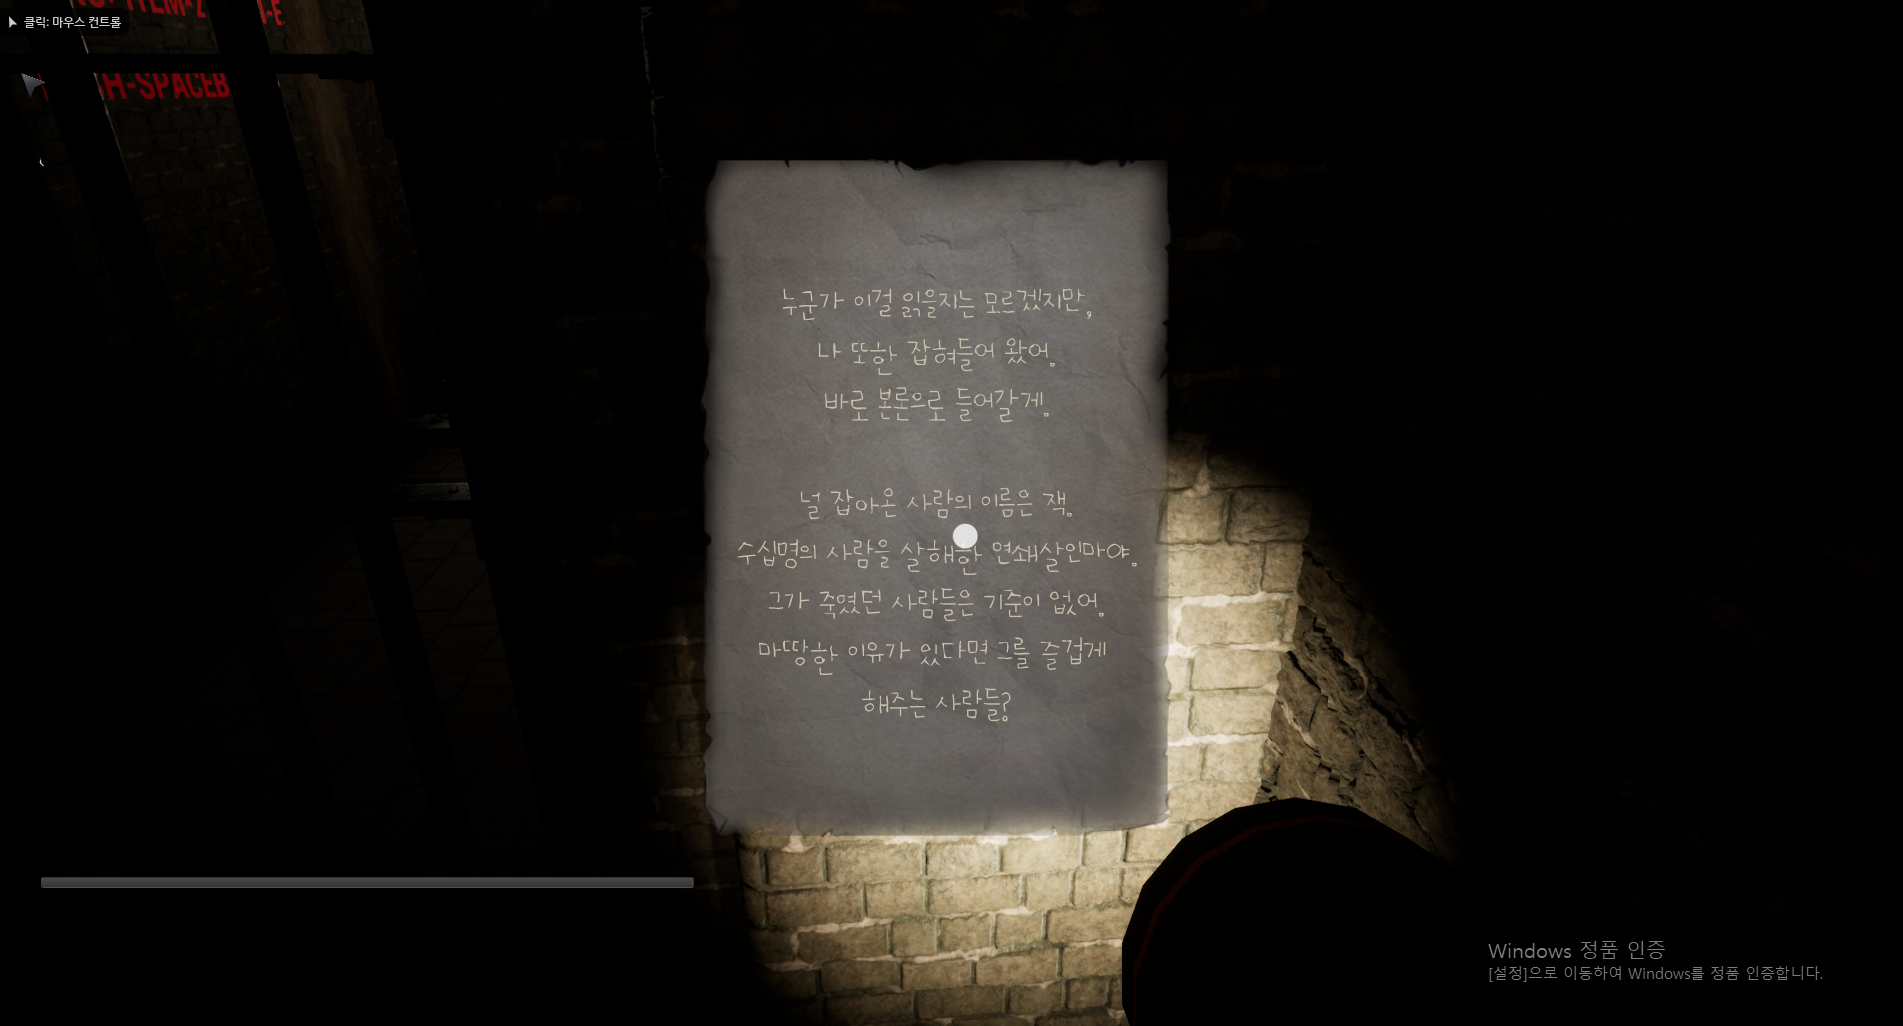 클릭: 마우스 컨트롤
누군가 이걸 읽을지는 모르겠지만,
나 또한 잡혀들어 왔어.
바로 본론으로 들어갈게.
널 잡아온 사람의 이름은 잭.
수십명의 사람을 살해한 연쇄살인마야.
그가 죽였던 사람들은 기준이 없어.
마땅한 이유가 있다면 그를 즐겁게
해주는 사람들?
Windows 정품 인증
[설정]으로 이동하여 Windows를 정품 인증합니다.